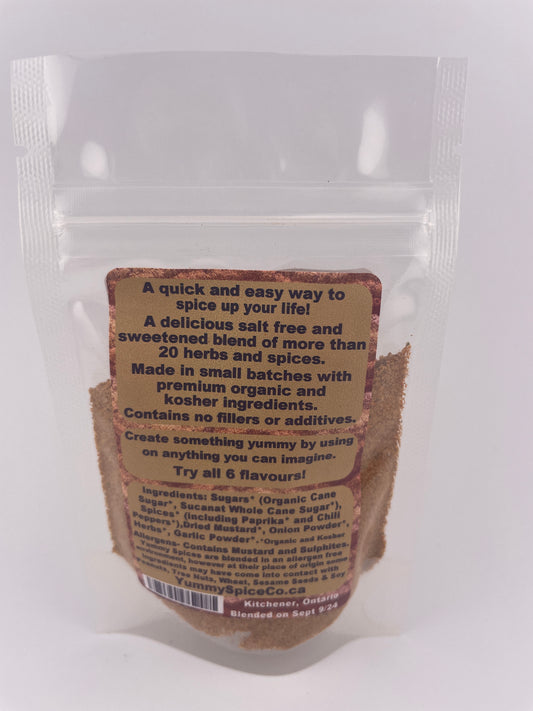 A quick and easy way to
spice up your life!
A delicious salt free and
sweetened blend of more than
20 herbs and spices.
Made in small batches with
premium organic and
kosher ingredients.
Contains no fillers or additives.
Create something yummy by using
on anything you can imagine.
Try all 6 flavours!
Ingredients: Sugars* (Organic Cane
Sugar*, Sucanat Whole Cane Sugar*),
Spices* (including Paprika* and Chili
Peppers*),Dried Mustard*, Onion Powder*,
Herbs*, Garlic Powder*.*Organic and Kosher
Allergens- Contains Mustard and Sulphites.
Yummy Spices are blended in an allergen free
environment, however at their place of origin some
ingredients may have come into contact with
Peanuts, Tree Nuts, Wheat, Sesame Seeds & Soy
YummySpiceCo.ca
Kitchener, Ontario
Blended on Sept 9/24